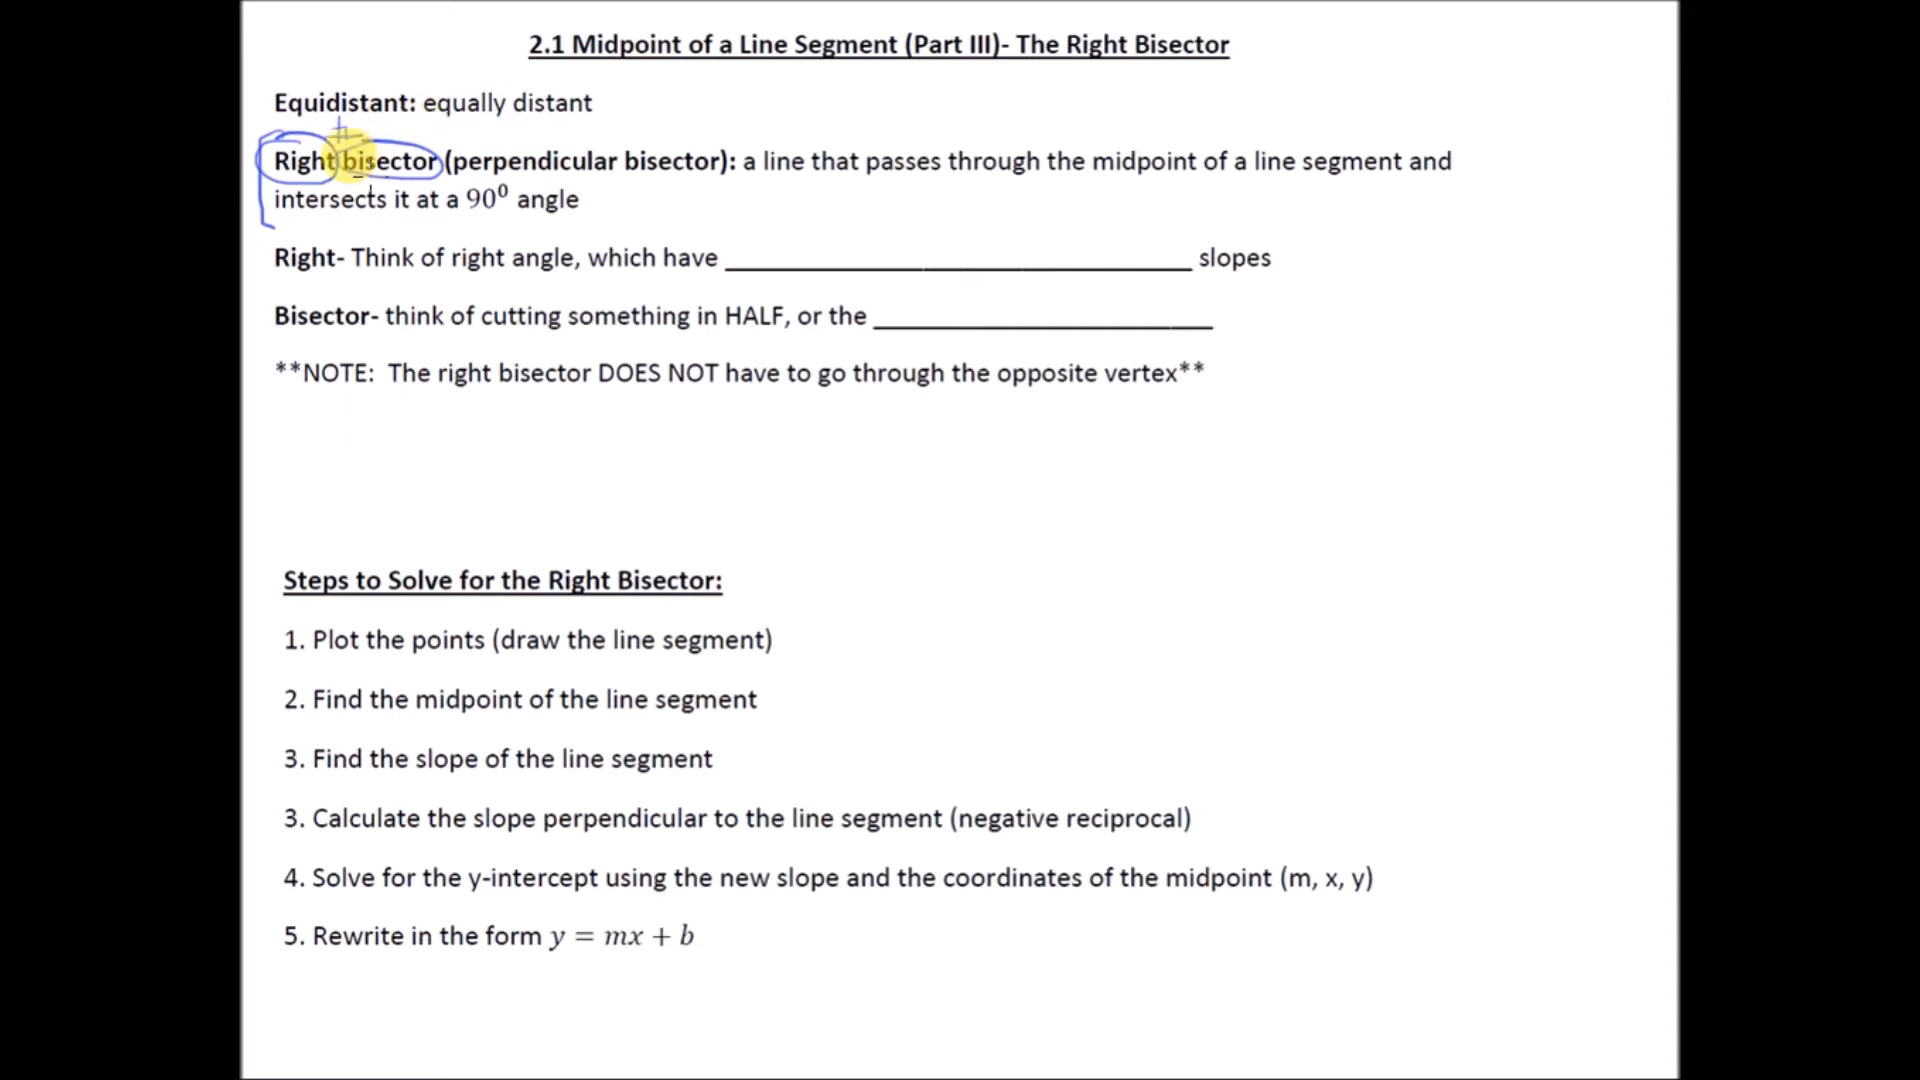 2.1 Midpoint of a Line Segment (Part III)- The Right Bisector
Equidistant: equally distant
Right bisector (perpendicular bisector): a line that passes through the midpoint of a line segment and
intersects it at a 90⁰ angle
Right- Think of right angle, which have ________________________________ slopes
Bisector- think of cutting something in HALF, or the ________________________
**NOTE:  The right bisector DOES NOT have to go through the opposite vertex**
Steps to Solve for the Right Bisector:
1. Plot the points (draw the line segment)
2. Find the midpoint of the line segment
3. Find the slope of the line segment
3. Calculate the slope perpendicular to the line segment (negative reciprocal)
4. Solve for the y-intercept using the new slope and the coordinates of the midpoint (m, x, y)
5. Rewrite in the form y = mx + b